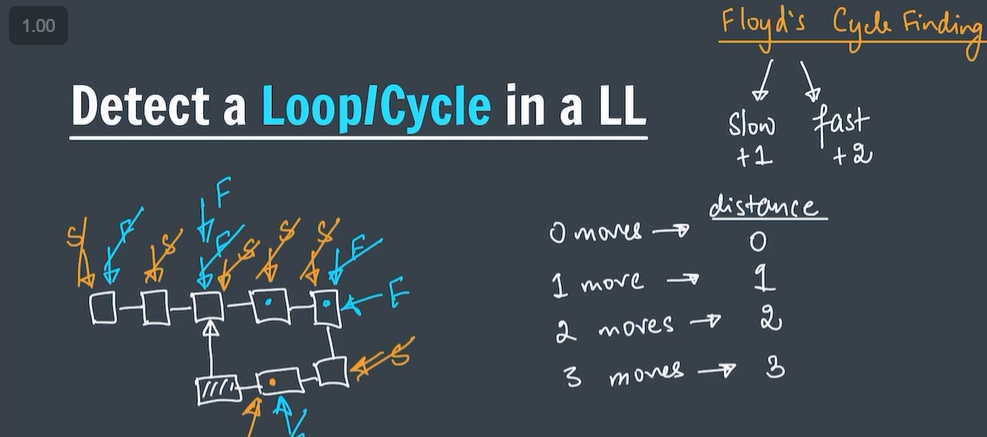 1.00
Floyd's Cycle Finding
Detect a Loop/Cycle in a LL
Slow fast
+1 +2
distance
0 moves → 0
1 move → 1
2 moves → 2
3 moves → 3
F
S F S F S S S F
F
S